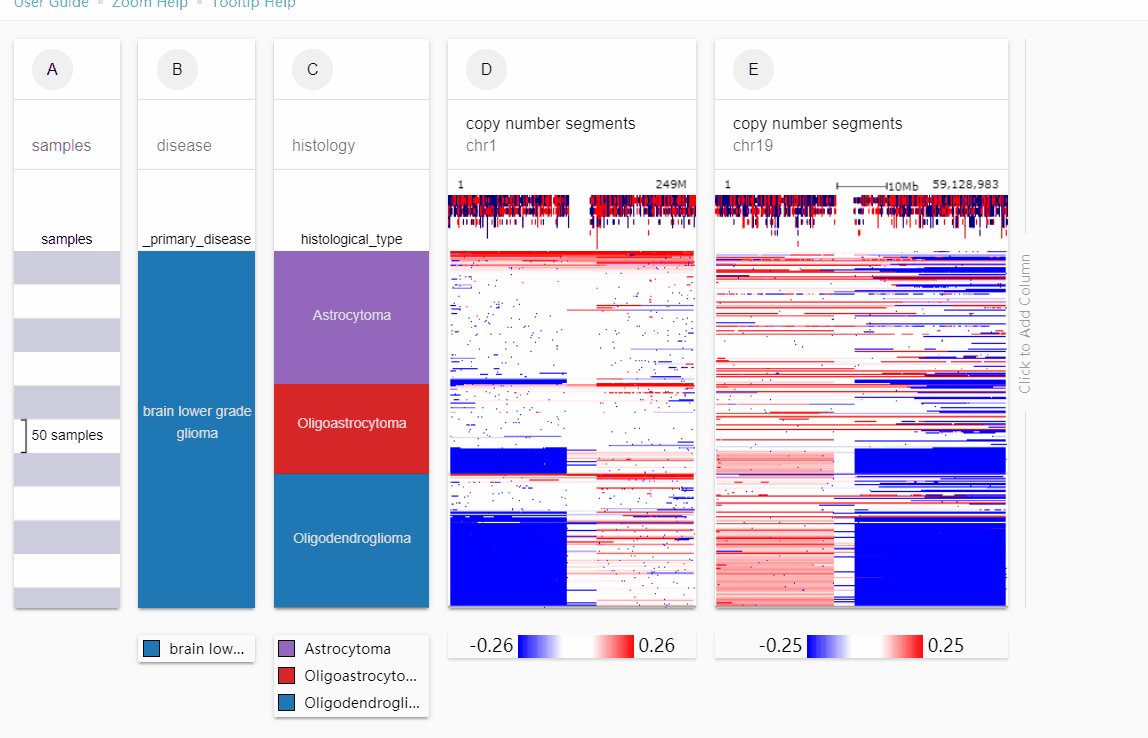 User Guide Zoom Help Tooltip Help
A
B
C
D
E
samples
disease
histology
copy number segments
chr1
copy number segments
chr19
1 249M
1 10Mb 59,128,983
samples
_primary_disease
histological_type
Astrocytoma
brain lower grade
glioma
Oligoastrocytoma
50 samples
Oligodendroglioma
Click to Add Column
brain low...
Astrocytoma
Oligoastrocyto...
Oligodendrogli...
-0.26 0.26
-0.25 0.25